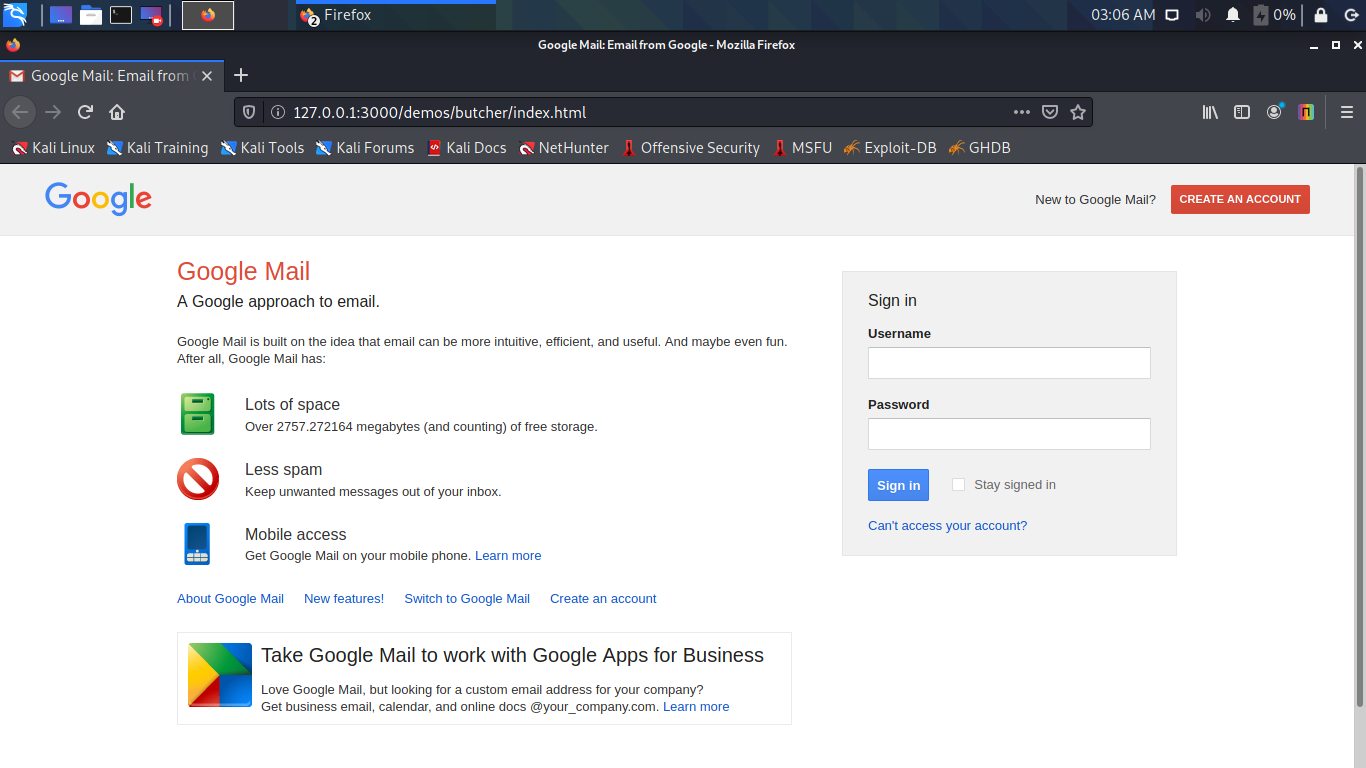 Firefox
2
03:06 AM
0%
Google Mail: Email from Google - Mozilla Firefox
Google Mail: Email from
127.0.0.1:3000/demos/butcher/index.html
Kali Linux Kali Training Kali Tools Kali Forums Kali Docs NetHunter Offensive Security MSFU Exploit-DB GHDB
Google
New to Google Mail? CREATE AN ACCOUNT
Google Mail
A Google approach to email.
Google Mail is built on the idea that email can be more intuitive, efficient, and useful. And maybe even fun.
After all, Google Mail has:
Lots of space
Over 2757.272164 megabytes (and counting) of free storage.
Less spam
Keep unwanted messages out of your inbox.
Mobile access
Get Google Mail on your mobile phone. Learn more
About Google Mail New features! Switch to Google Mail Create an account
Take Google Mail to work with Google Apps for Business
Love Google Mail, but looking for a custom email address for your company?
Get business email, calendar, and online docs @your_company.com. Learn more
Sign in
Username
Password
Sign in Stay signed in
Can't access your account?